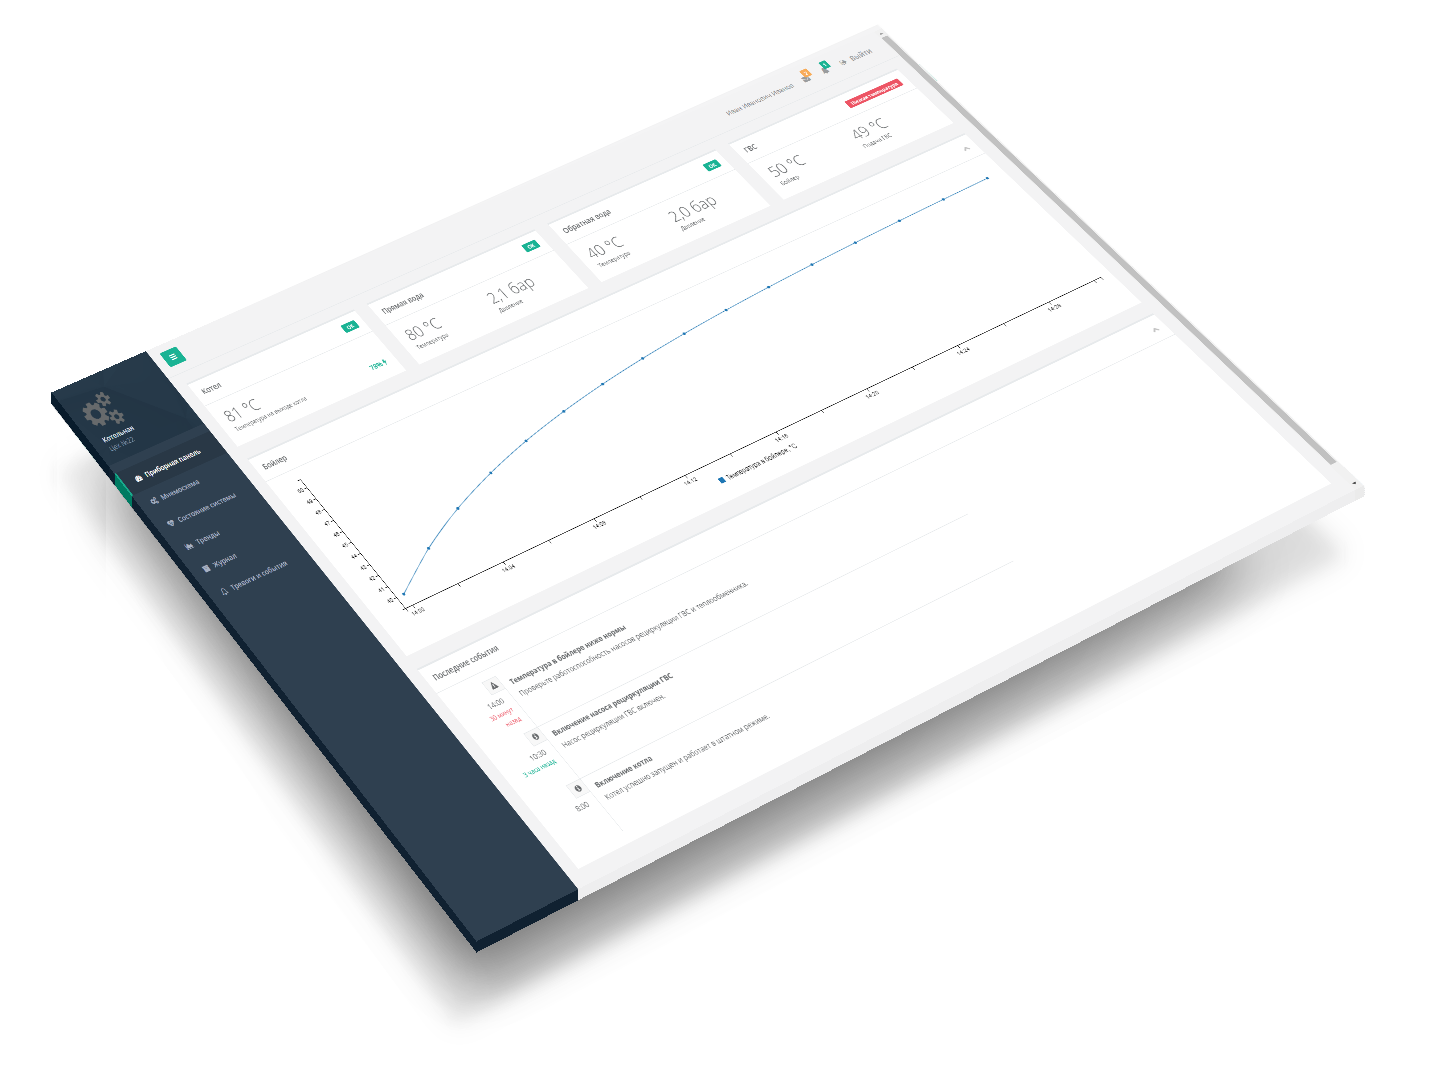 Иван Иванович Иванов
Выйти
Котельная
Цех №22
Приборная панель
Мнемосхема
Состояние системы
Тренды
Журнал
Тревоги и события
Котел
OK
78%
81 °C
Температура на выходе котла
Прямая вода
OK
80 °C
Температура
2,1 бар
Давление
Обратная вода
OK
40 °C
Температура
2,0 бар
Давление
ГВС
Низкая температура
50 °C
Бойлер
49 °C
Подача ГВС
Бойлер
50
49
48
47
46
45
44
43
42
41
40
14:00
14:04
14:08
14:12
14:16
14:20
14:24
14:28
Температура в бойлере, °C
Последние события
14:00
30 минут
назад
Температура в бойлере ниже нормы
Проверьте работоспособность насосов рециркуляции ГВС и теплообменника.
10:30
3 часа назад
Включение насоса рециркуляции ГВС
Насос рециркуляции ГВС включен.
8:00
Включение котла
Котел успешно запущен и работает в штатном режиме.